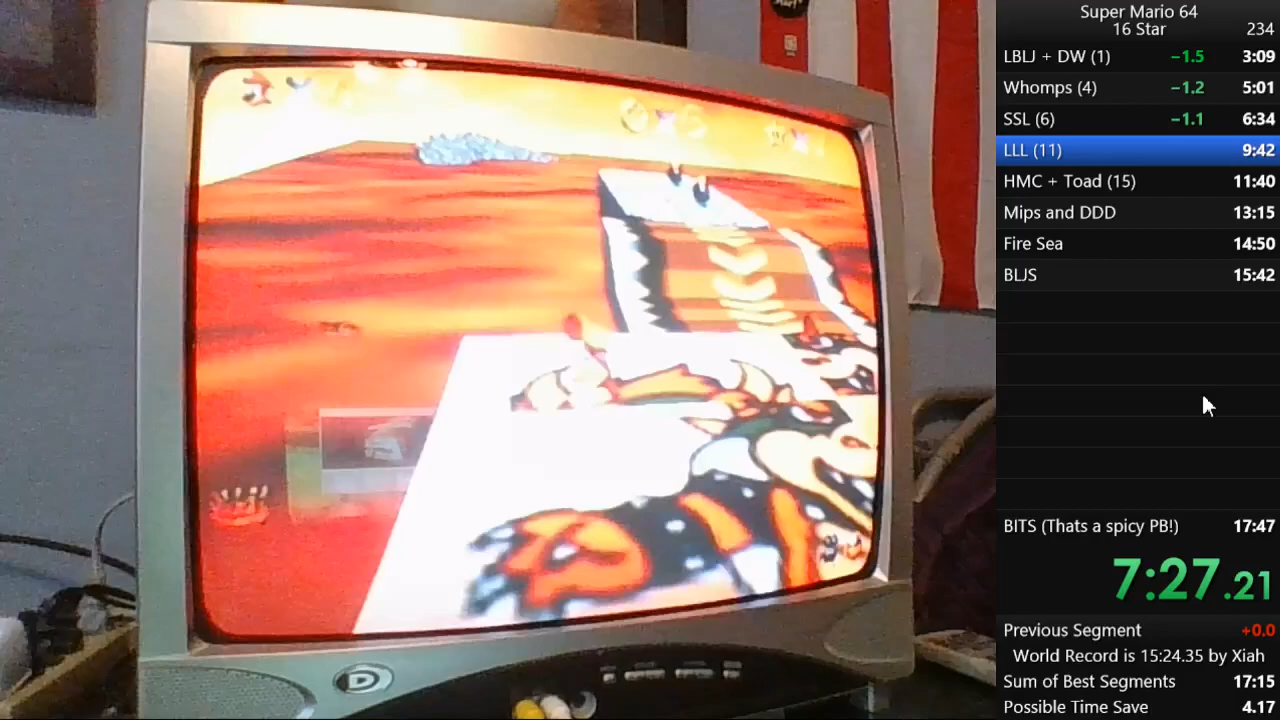 Super Mario 64
16 Star 234
LBLJ + DW (1) −1.5 3:09
Whomps (4) −1.2 5:01
SSL (6) −1.1 6:34
LLL (11) 9:42
HMC + Toad (15) 11:40
Mips and DDD 13:15
Fire Sea 14:50
BLJS 15:42
BITS (Thats a spicy PB!) 17:47
7:27.21
Previous Segment +0.0
World Record is 15:24.35 by Xiah
Sum of Best Segments 17:15
Possible Time Save 4.17
D